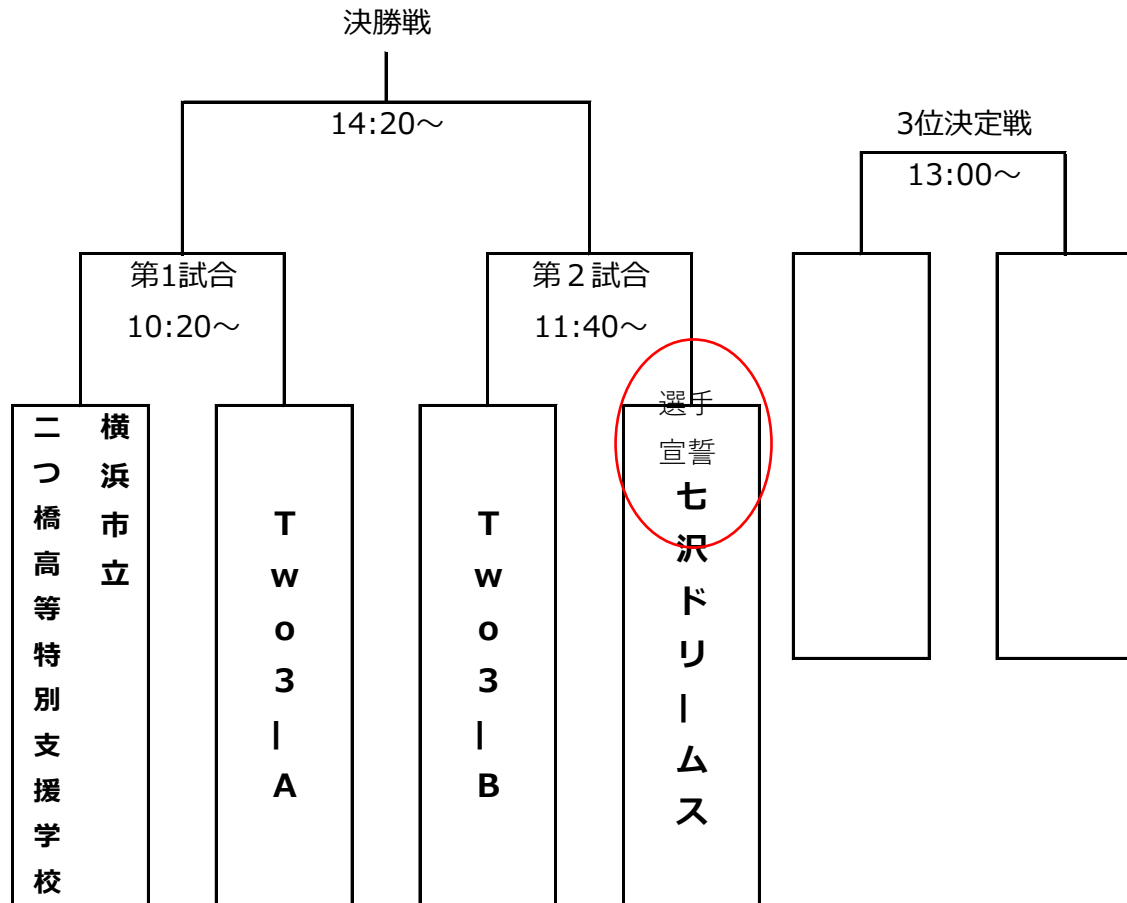 決勝戦
14:20～
3位決定戦
13:00～
第1試合
10:20～
第２試合
11:40～
選手
宣誓
横浜市立
二つ橋高等特別支援学校
Two3ーA
Two3ーB
七沢ドリームス